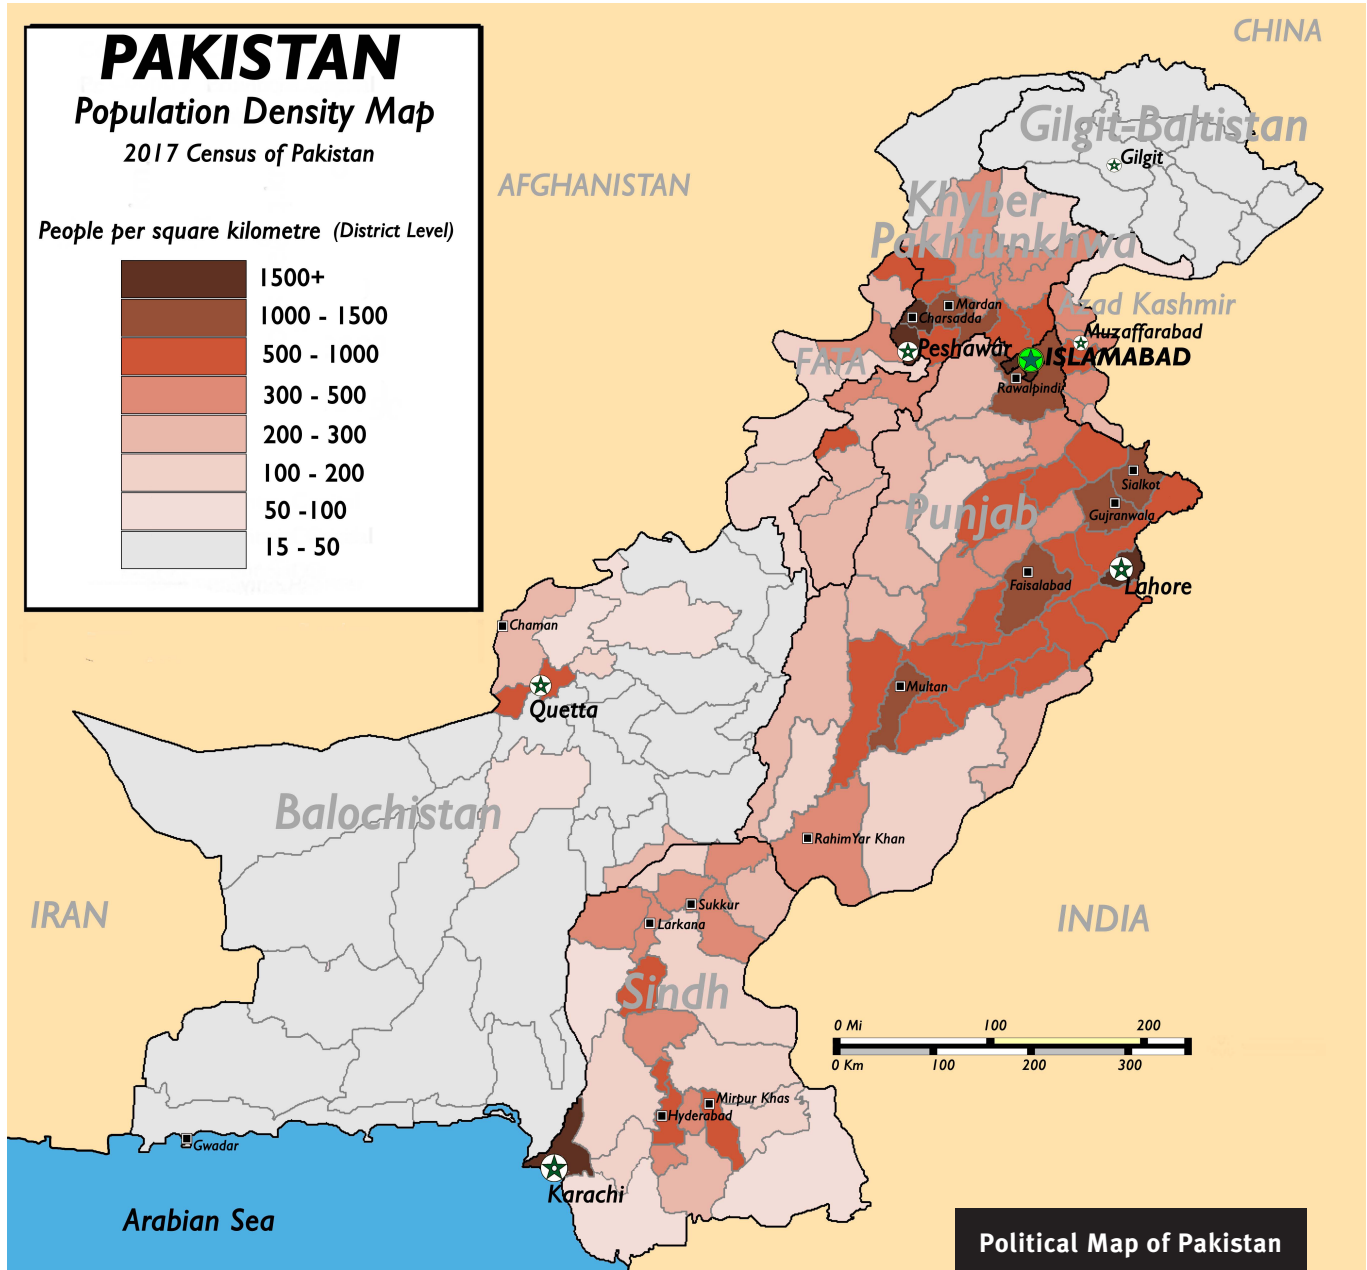 PAKISTAN
Population Density Map
2017 Census of Pakistan
People per square kilometre (District Level)
1500+
1000 - 1500
500 - 1000
300 - 500
200 - 300
100 - 200
50 -100
15 - 50
CHINA
Gilgit-Baltistan
Gilgit
AFGHANISTAN
Khyber
Pakhtunkhwa
Azad Kashmir
Mardan
Charsadda
Muzaffarabad
Peshawar
ISLAMABAD
FATA
Rawalpindi
Sialkot
Punjab
Gujranwala
Faisalabad
Lahore
Chaman
Multan
Quetta
Balochistan
RahimYar Khan
IRAN
Sukkur
Larkana
INDIA
Sindh
0 Mi 100 200
0 Km 100 200 300
Mirpur Khas
Hyderabad
Gwadar
Karachi
Arabian Sea
Political Map of Pakistan